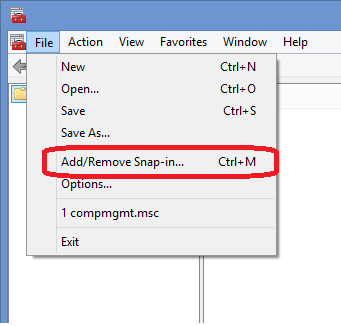 File Action View Favorites Window Help
New Ctrl+N
Open... Ctrl+O
Save Ctrl+S
Save As...
Add/Remove Snap-in... Ctrl+M
Options...
1 compmgmt.msc
Exit